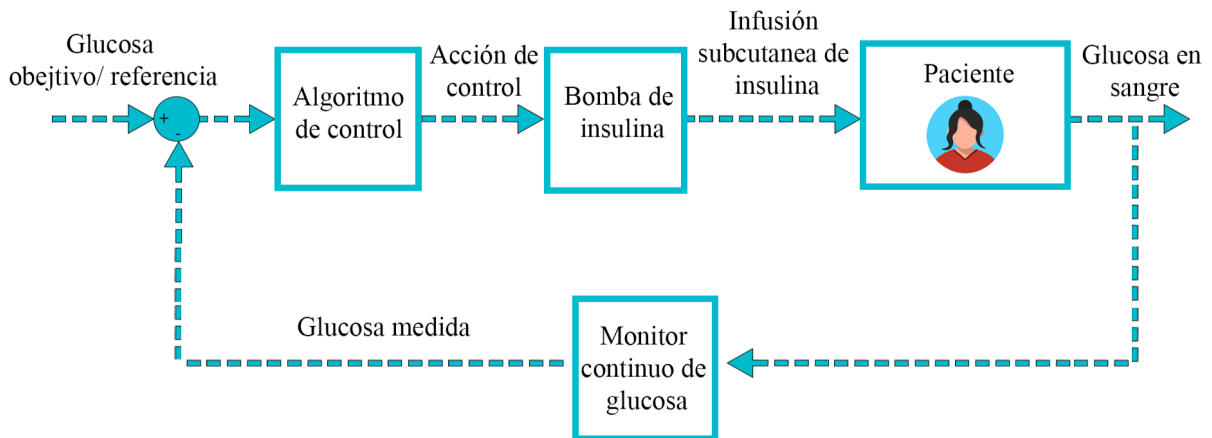 Glucosa
obejtivo/ referencia
+
-
Algoritmo
de control
Acción de
control
Bomba de
insulina
Infusión
subcutanea de
insulina
Paciente
Glucosa en
sangre
Glucosa medida
Monitor
continuo de
glucosa